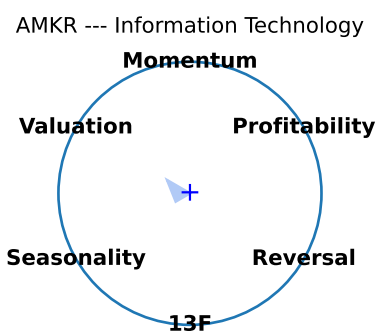 AMKR --- Information Technology
Momentum
Valuation
Profitability
Seasonality
Reversal
13F